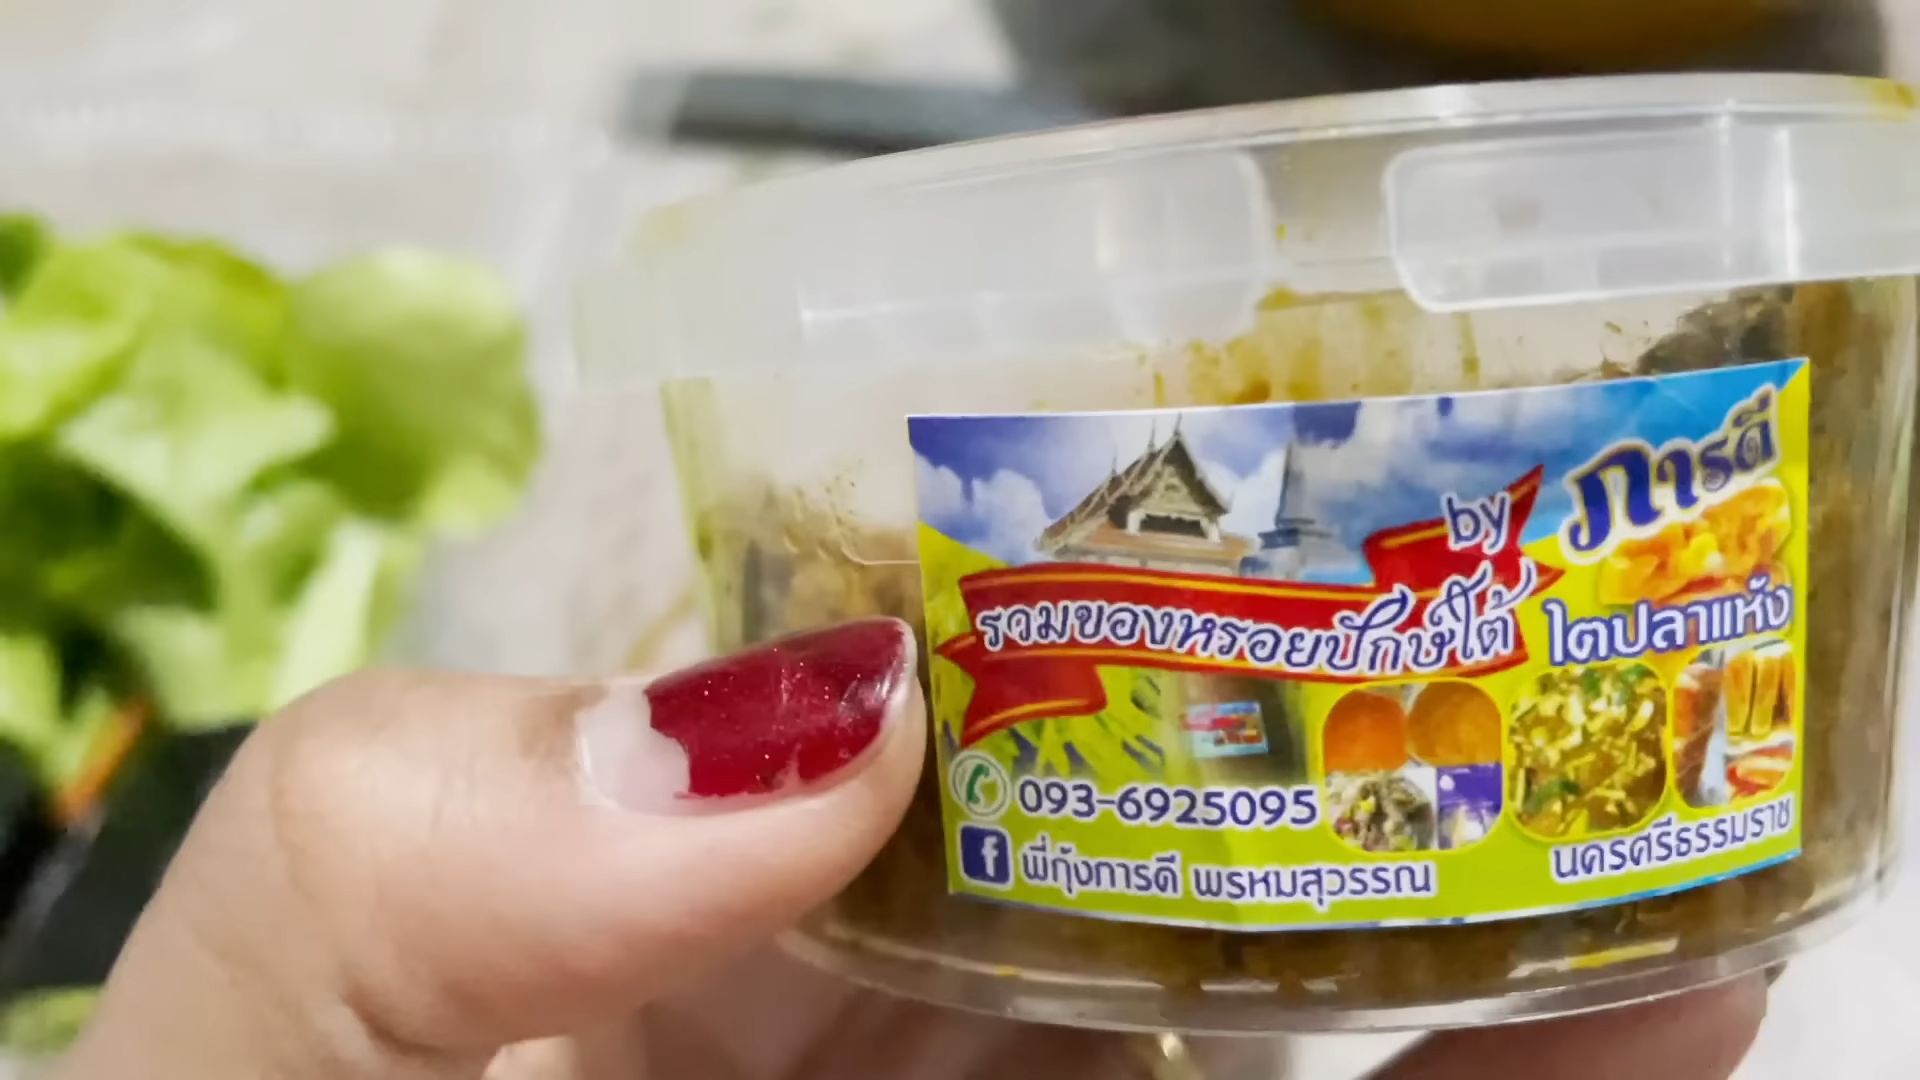 by การดี
รวมของหรอยปักษ์ใต้
ไตปลาแห้ง
093-6925095
f พี่กุ้งการดี พรหมสุวรรณ
นครศรีธรรมราช